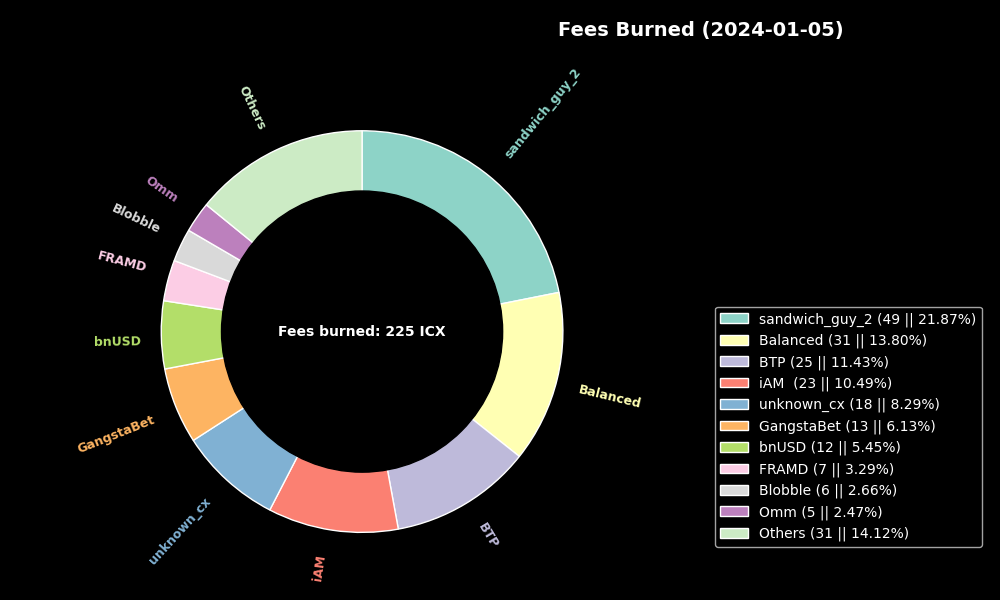 Fees Burned (2024-01-05)
sandwich_guy_2
Others
Omm
Blobble
FRAMD
bnUSD
Fees burned: 225 ICX
Balanced
GangstaBet
unknown_cx
BTP
iAM
sandwich_guy_2 (49 || 21.87%)
Balanced (31 || 13.80%)
BTP (25 || 11.43%)
iAM  (23 || 10.49%)
unknown_cx (18 || 8.29%)
GangstaBet (13 || 6.13%)
bnUSD (12 || 5.45%)
FRAMD (7 || 3.29%)
Blobble (6 || 2.66%)
Omm (5 || 2.47%)
Others (31 || 14.12%)